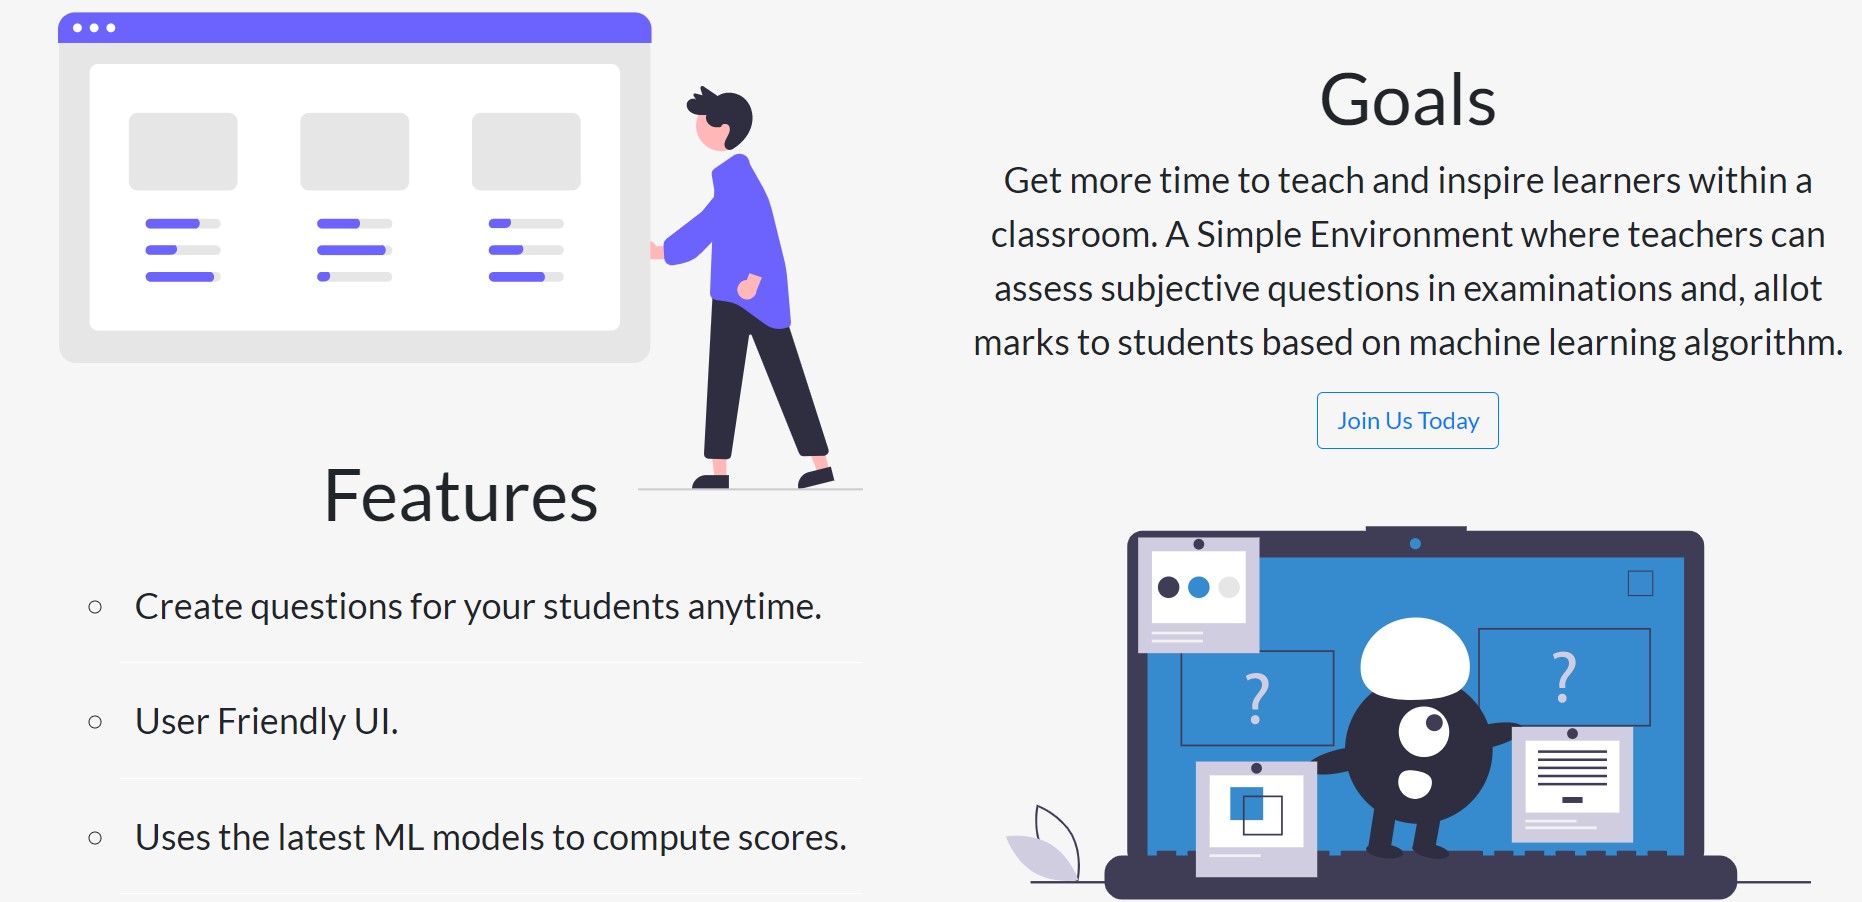 Goals
Get more time to teach and inspire learners within a
classroom. A Simple Environment where teachers can
assess subjective questions in examinations and, allot
marks to students based on machine learning algorithm.
Join Us Today
Features
Create questions for your students anytime.
User Friendly UI.
Uses the latest ML models to compute scores.
?
?